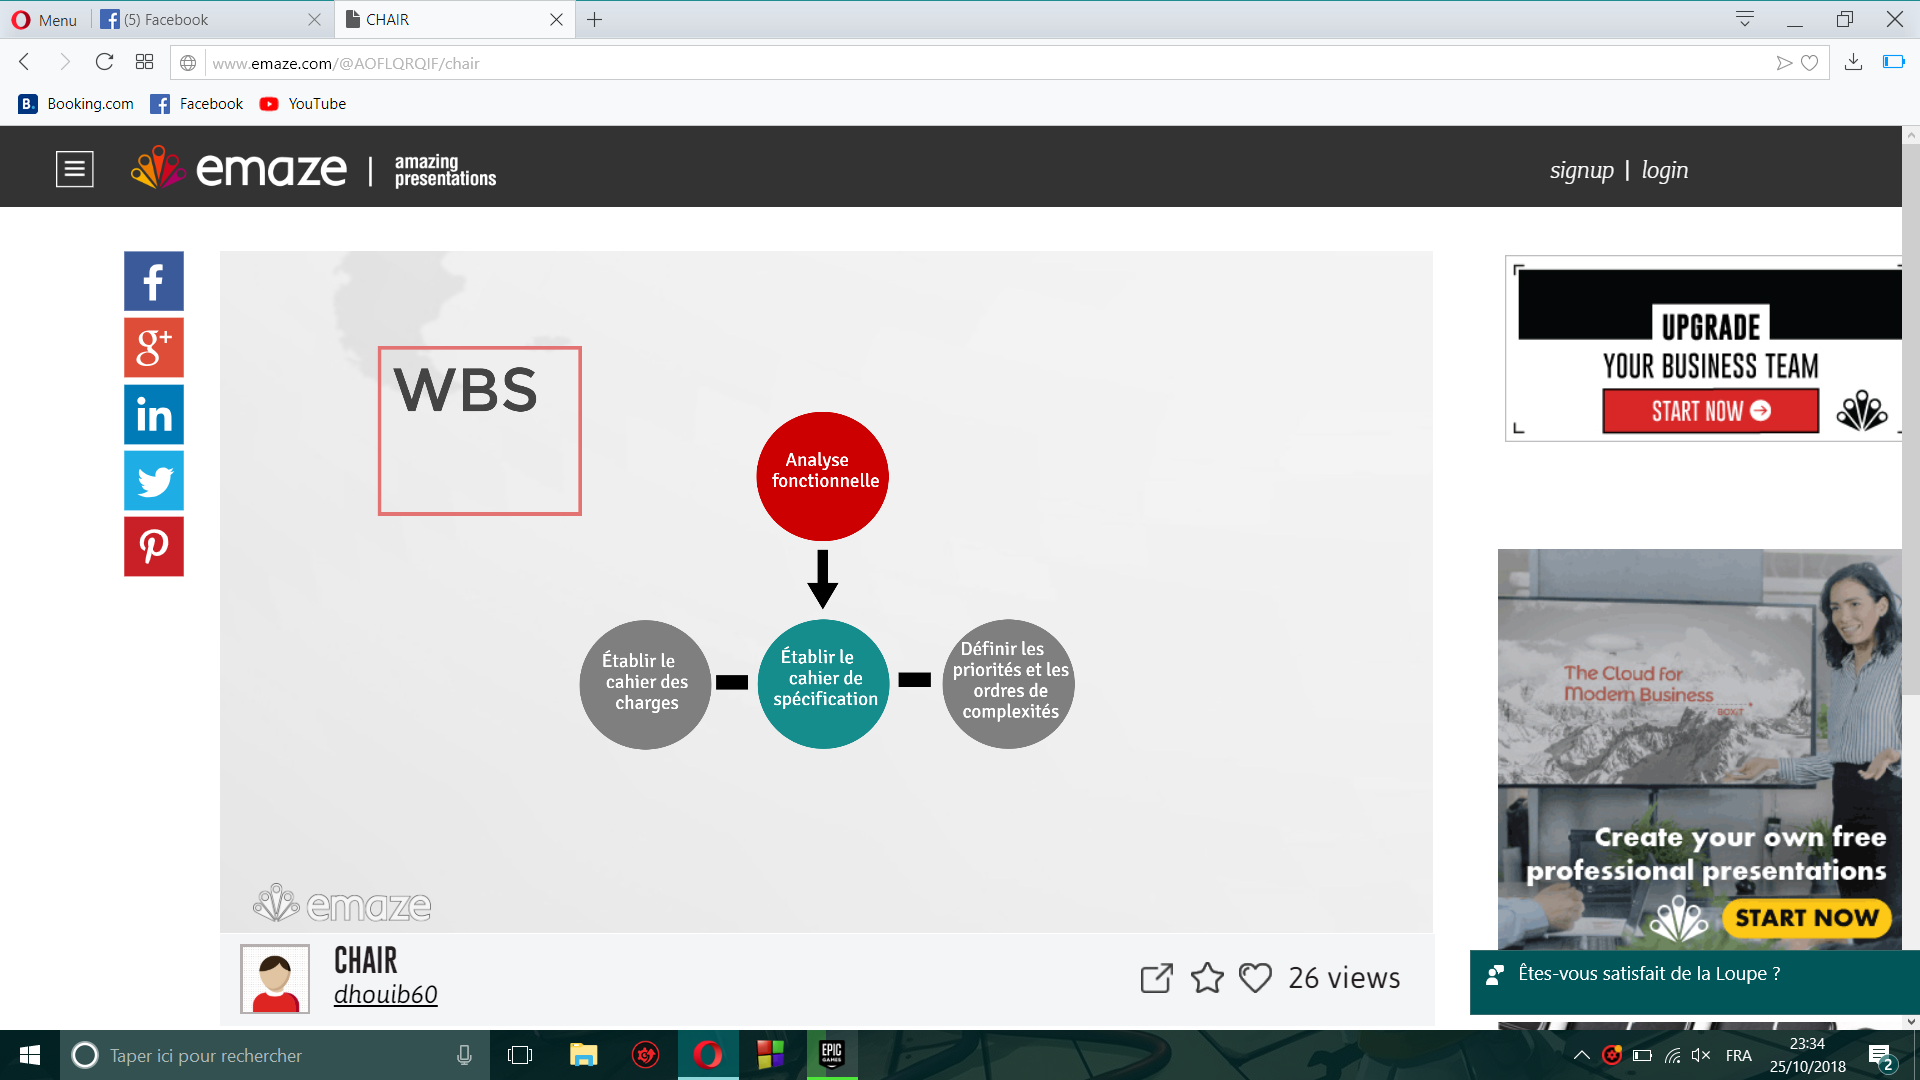 Menu
(5) Facebook
CHAIR
www.emaze.com/@AOFLQRQIF/chair
B. Booking.com
Facebook
YouTube
emaze | amazing
presentations
signup | login
f
g+
in
WBS
Analyse
fonctionnelle
Établir le
cahier des
charges
Établir le
cahier de
spécification
Définir les
priorités et les
ordres de
complexités
emaze
UPGRADE
YOUR BUSINESS TEAM
START NOW
The Cloud for
Modern Business
Create your own free
professional presentations
START NOW
CHAIR
dhouib60
26 views
Êtes-vous satisfait de la Loupe ?
Taper ici pour rechercher
EPIC
GAMES
FRA
23:34
25/10/2018
2